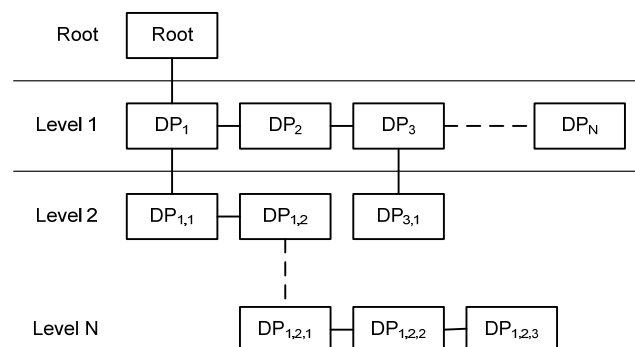 Root Root
Level 1 DP₁ DP₂ DP₃ DP_N
Level 2 DP₁,₁ DP₁,₂ DP₃,₁
Level N DP₁,₂,₁ DP₁,₂,₂ DP₁,₂,₃